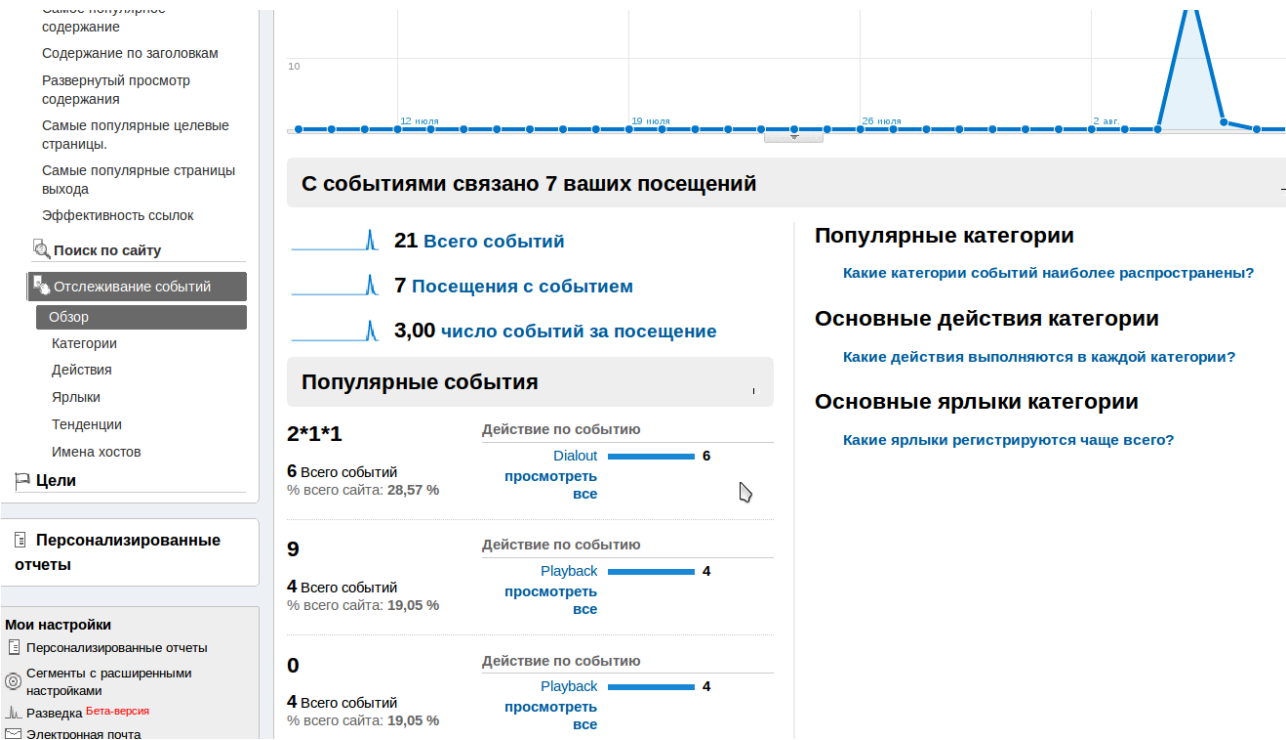 Самое популярное
содержание
Содержание по заголовкам
Развернутый просмотр
содержания
Самые популярные целевые
страницы.
Самые популярные страницы
выхода
Эффективность ссылок
Поиск по сайту
Отслеживание событий
Обзор
Категории
Действия
Ярлыки
Тенденции
Имена хостов
Цели
Персонализированные
отчеты
Мои настройки
Персонализированные отчеты
Сегменты с расширенными
настройками
Разведка Бета-версия
Электронная почта
10
12 июля
19 июля
26 июля
2 авг.
С событиями связано 7 ваших посещений
21 Всего событий
7 Посещения с событием
3,00 число событий за посещение
Популярные события
2*1*1
6 Всего событий
% всего сайта: 28,57 %
Действие по событию
Dialout 6
просмотреть
все
9
4 Всего событий
% всего сайта: 19,05 %
Действие по событию
Playback 4
просмотреть
все
0
4 Всего событий
% всего сайта: 19,05 %
Действие по событию
Playback 4
просмотреть
все
Популярные категории
Какие категории событий наиболее распространены?
Основные действия категории
Какие действия выполняются в каждой категории?
Основные ярлыки категории
Какие ярлыки регистрируются чаще всего?